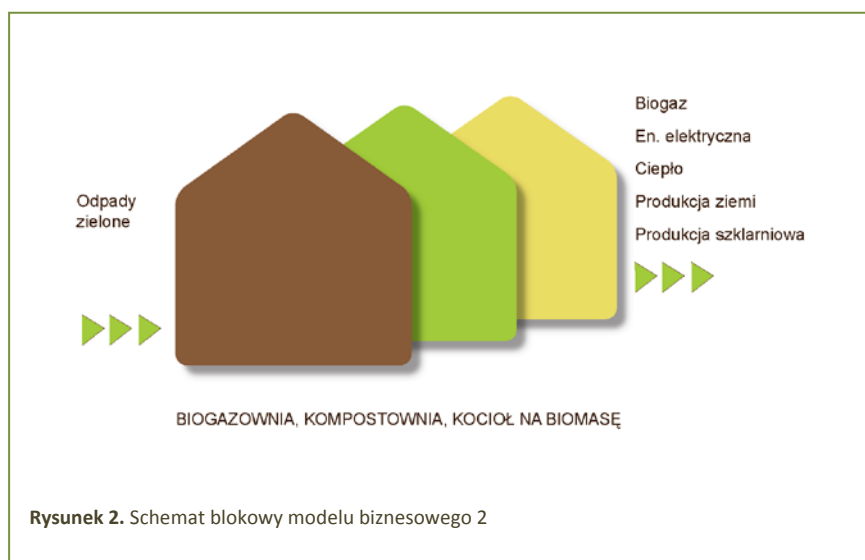 Odpady
zielone
Biogaz
En. elektryczna
Ciepło
Produkcja ziemi
Produkcja szklarniowa
BIOGAZOWNIA, KOMPOSTOWNIA, KOCIOŁ NA BIOMASĘ
Rysunek 2. Schemat blokowy modelu biznesowego 2